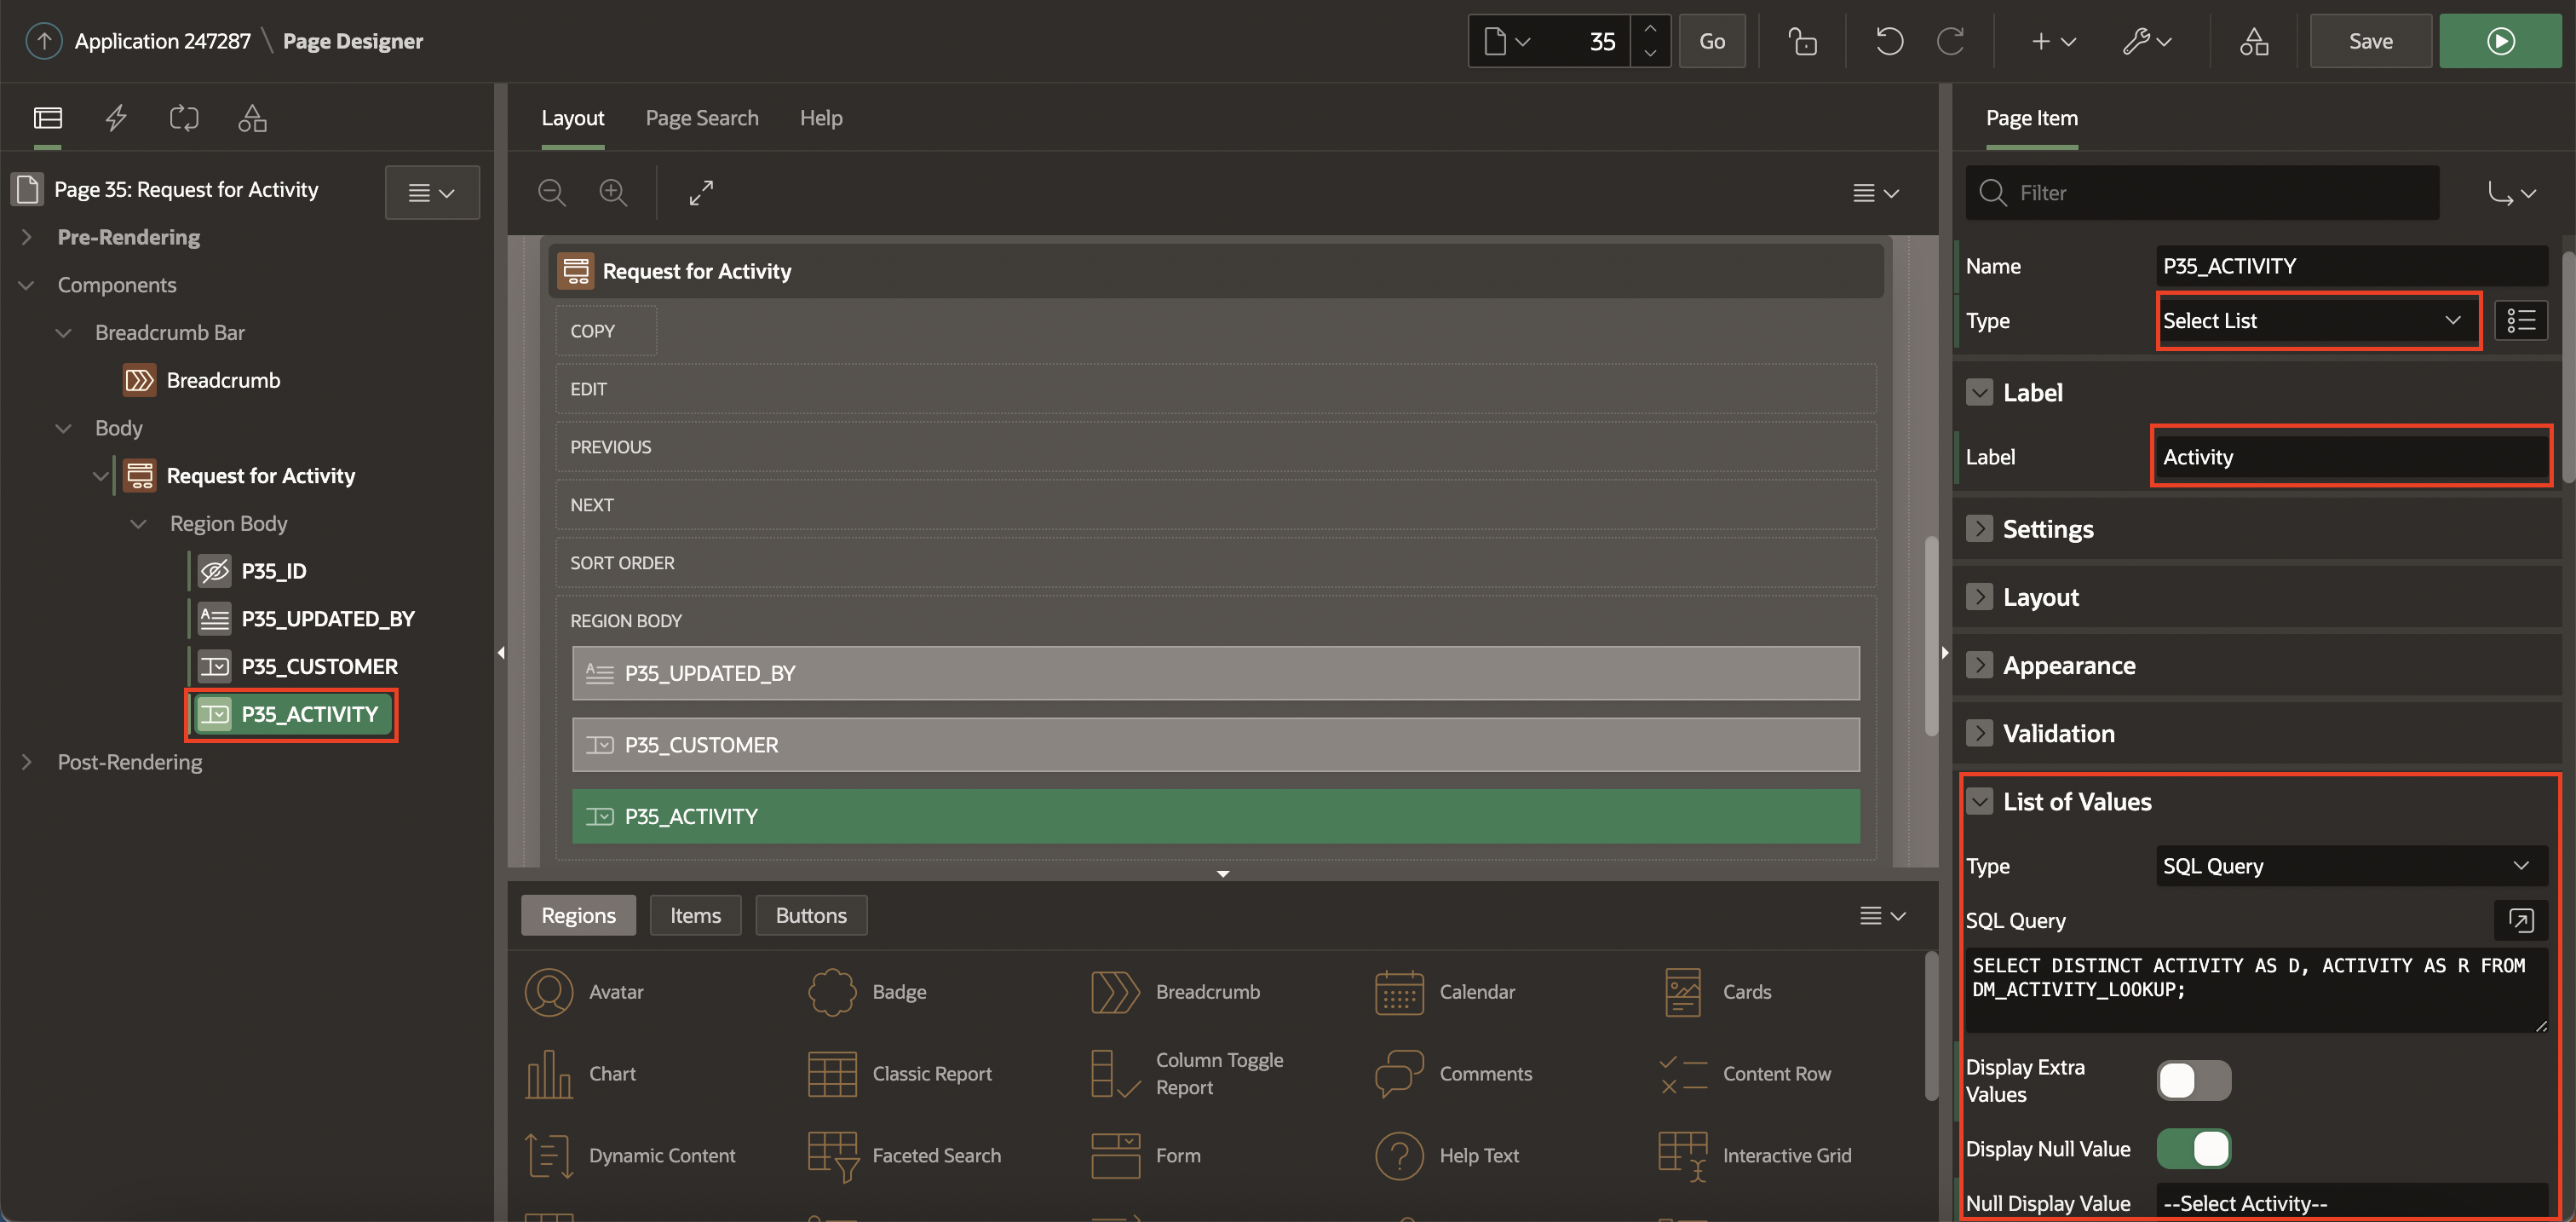 Application 247287 \ Page Designer
35
Go
Save
Page 35: Request for Activity
Pre-Rendering
Components
Breadcrumb Bar
Breadcrumb
Body
Request for Activity
Region Body
P35_ID
P35_UPDATED_BY
P35_CUSTOMER
P35_ACTIVITY
Post-Rendering
Layout
Page Search
Help
Request for Activity
COPY
EDIT
PREVIOUS
NEXT
SORT ORDER
REGION BODY
P35_UPDATED_BY
P35_CUSTOMER
P35_ACTIVITY
Regions
Items
Buttons
Avatar
Badge
Breadcrumb
Calendar
Cards
Chart
Classic Report
Column Toggle
Report
Comments
Content Row
Dynamic Content
Faceted Search
Form
Help Text
Interactive Grid
Page Item
Filter
Name
P35_ACTIVITY
Type
Select List
Label
Label
Activity
Settings
Layout
Appearance
Validation
List of Values
Type
SQL Query
SQL Query
SELECT DISTINCT ACTIVITY AS D, ACTIVITY AS R FROM
DM_ACTIVITY_LOOKUP;
Display Extra
Values
Display Null Value
Null Display Value
--Select Activity--